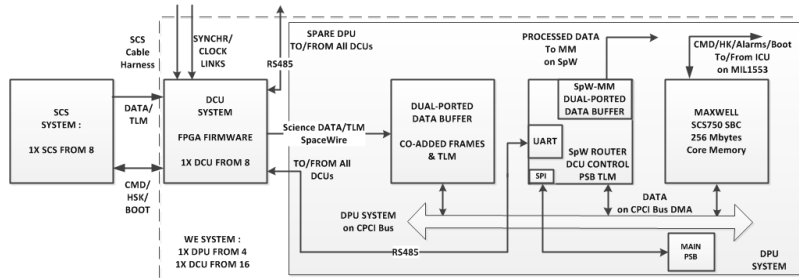 SCS
Cable
Harness
SYNCHR/
CLOCK
LINKS
RS485
SPARE DPU
TO/FROM All DCUs
PROCESSED DATA
To MM
on SpW
CMD/HK/Alarms/Boot
To/From ICU
on MIL1553
SCS
SYSTEM :
1X SCS FROM 8
DATA/
TLM
CMD/
HSK/
BOOT
DCU
SYSTEM
FPGA FIRMWARE
1X DCU FROM 8
Science DATA/TLM
SpaceWire
TO/FROM All
DCUs
DUAL-PORTED
DATA BUFFER
CO-ADDED FRAMES
& TLM
SpW-MM
DUAL-PORTED
DATA BUFFER
UART
SpW ROUTER
DCU CONTROL
PSB TLM
SPI
MAXWELL
SCS750 SBC
256 Mbytes
Core Memory
DATA
on CPCI Bus DMA
DPU SYSTEM
on CPCI Bus
RS485
WE SYSTEM :
1X DPU FROM 4
1X DCU FROM 16
MAIN
PSB
DPU
SYSTEM